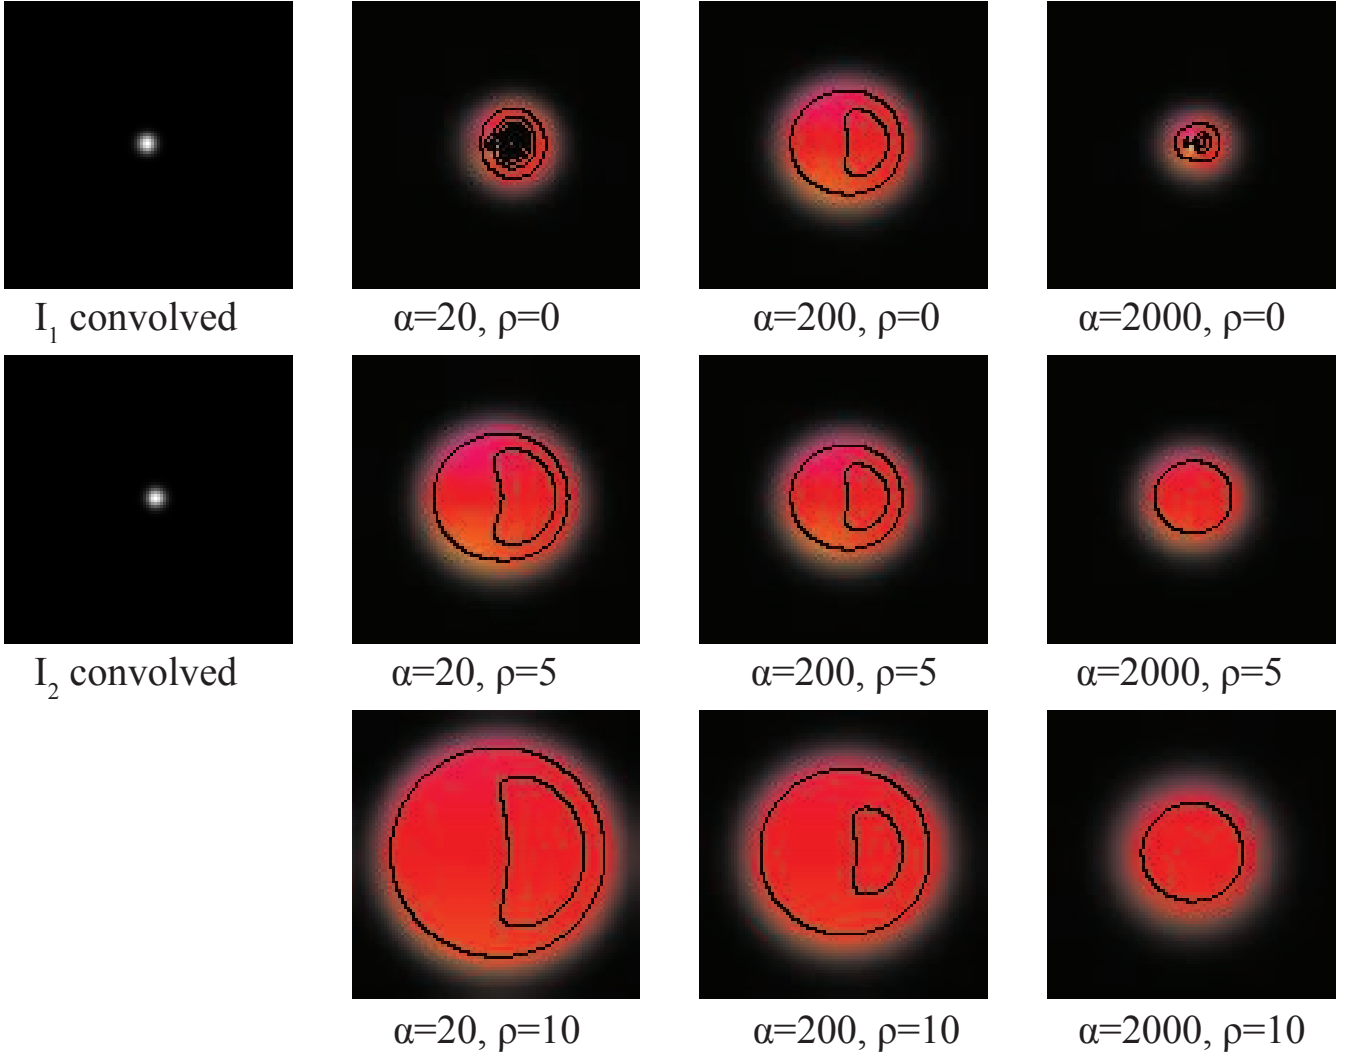 I₁ convolved
α=20, ρ=0
α=200, ρ=0
α=2000, ρ=0
I₂ convolved
α=20, ρ=5
α=200, ρ=5
α=2000, ρ=5
α=20, ρ=10
α=200, ρ=10
α=2000, ρ=10